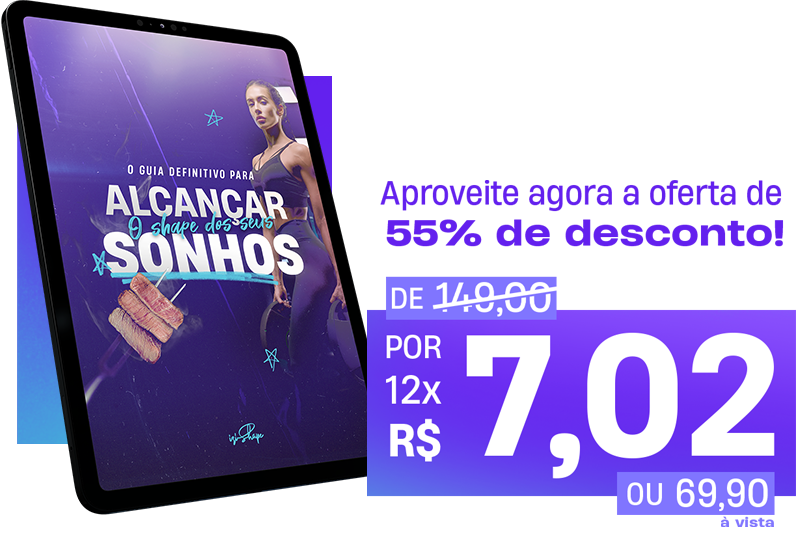 O GUIA DEFINITIVO PARA
ALCANÇAR
O shape dos seus
SONHOS
Aproveite agora a oferta de
55% de desconto!
DE 149,00
POR
12x
R$ 7,02
OU 69,90
à vista